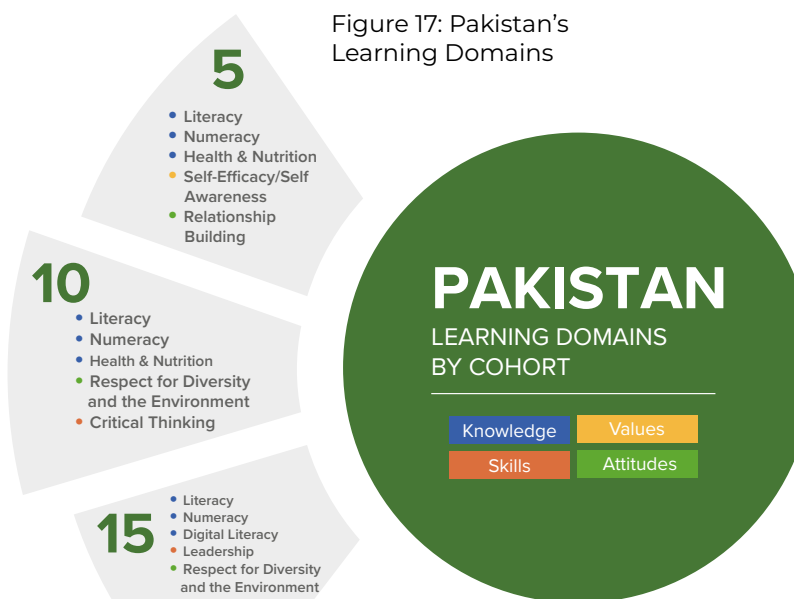 Figure 17: Pakistan’s
Learning Domains
5
• Literacy
• Numeracy
• Health & Nutrition
• Self-Efficacy/Self
Awareness
• Relationship
Building
10
• Literacy
• Numeracy
• Health & Nutrition
• Respect for Diversity
and the Environment
• Critical Thinking
15
• Literacy
• Numeracy
• Digital Literacy
• Leadership
• Respect for Diversity
and the Environment
PAKISTAN
LEARNING DOMAINS
BY COHORT
Knowledge
Values
Skills
Attitudes